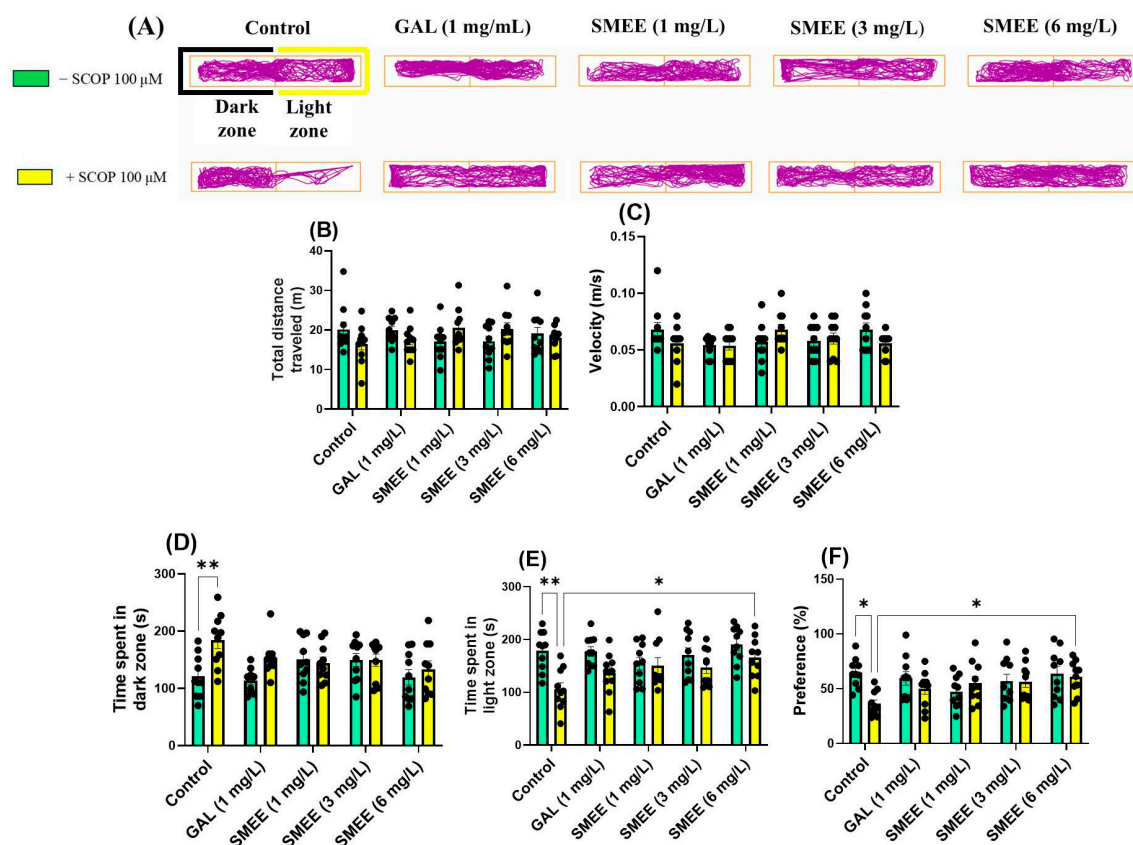 (A)
Control
GAL (1 mg/mL)
SMEE (1 mg/L)
SMEE (3 mg/L)
SMEE (6 mg/L)
− SCOP 100 µM
Dark zone
Light zone
+ SCOP 100 µM
(B)
Total distance
traveled (m)
40
30
20
10
0
Control
GAL (1 mg/L)
SMEE (1 mg/L)
SMEE (3 mg/L)
SMEE (6 mg/L)
(C)
Velocity (m/s)
0.15
0.10
0.05
0.00
Control
GAL (1 mg/L)
SMEE (1 mg/L)
SMEE (3 mg/L)
SMEE (6 mg/L)
(D)
Time spent in
dark zone (s)
300
200
100
0
**
Control
GAL (1 mg/L)
SMEE (1 mg/L)
SMEE (3 mg/L)
SMEE (6 mg/L)
(E)
Time spent in
light zone (s)
300
200
100
0
**
*
Control
GAL (1 mg/L)
SMEE (1 mg/L)
SMEE (3 mg/L)
SMEE (6 mg/L)
(F)
Preference (%)
150
100
50
0
*
*
Control
GAL (1 mg/L)
SMEE (1 mg/L)
SMEE (3 mg/L)
SMEE (6 mg/L)